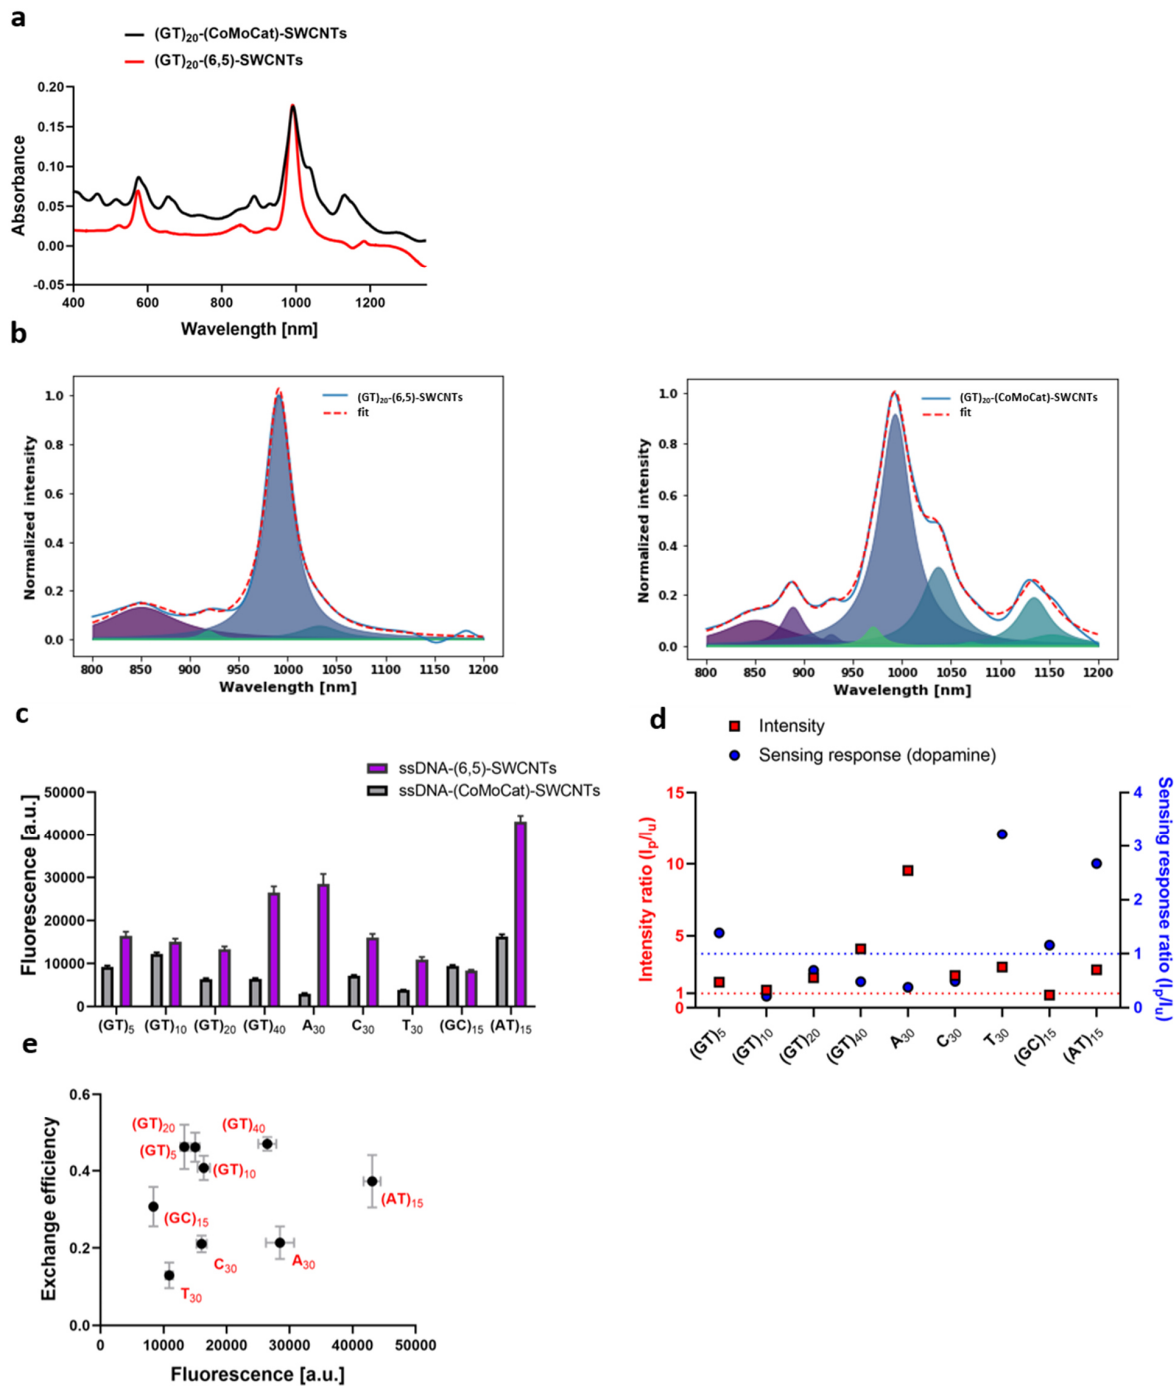 a
(GT)₂₀-(CoMoCat)-SWCNTs
(GT)₂₀-(6,5)-SWCNTs
Absorbance
0.20
0.15
0.10
0.05
0.00
-0.05
400 600 800 1000 1200
Wavelength [nm]
b
Normalized intensity
1.0
0.8
0.6
0.4
0.2
0.0
(GT)₂₀-(6,5)-SWCNTs
fit
800 850 900 950 1000 1050 1100 1150 1200
Wavelength [nm]
Normalized intensity
1.0
0.8
0.6
0.4
0.2
0.0
(GT)₂₀-(CoMoCat)-SWCNTs
fit
800 850 900 950 1000 1050 1100 1150 1200
Wavelength [nm]
c
ssDNA-(6,5)-SWCNTs
ssDNA-(CoMoCat)-SWCNTs
Fluorescence [a.u.]
50000
40000
30000
20000
10000
0
(GT)₅ (GT)₁₀ (GT)₂₀ (GT)₄₀ A₃₀ C₃₀ T₃₀ (GC)₁₅ (AT)₁₅
d
Intensity
Sensing response (dopamine)
Intensity ratio (Iₚ/Iᵤ)
15
10
5
1
0
Sensing response ratio (Iₚ/Iᵤ)
4
3
2
1
0
(GT)₅ (GT)₁₀ (GT)₂₀ (GT)₄₀ A₃₀ C₃₀ T₃₀ (GC)₁₅ (AT)₁₅
e
Exchange efficiency
0.6
0.4
0.2
0.0
(GT)₂₀
(GT)₄₀
(GT)₅
(GT)₁₀
(AT)₁₅
(GC)₁₅
C₃₀
A₃₀
T₃₀
0 10000 20000 30000 40000 50000
Fluorescence [a.u.]